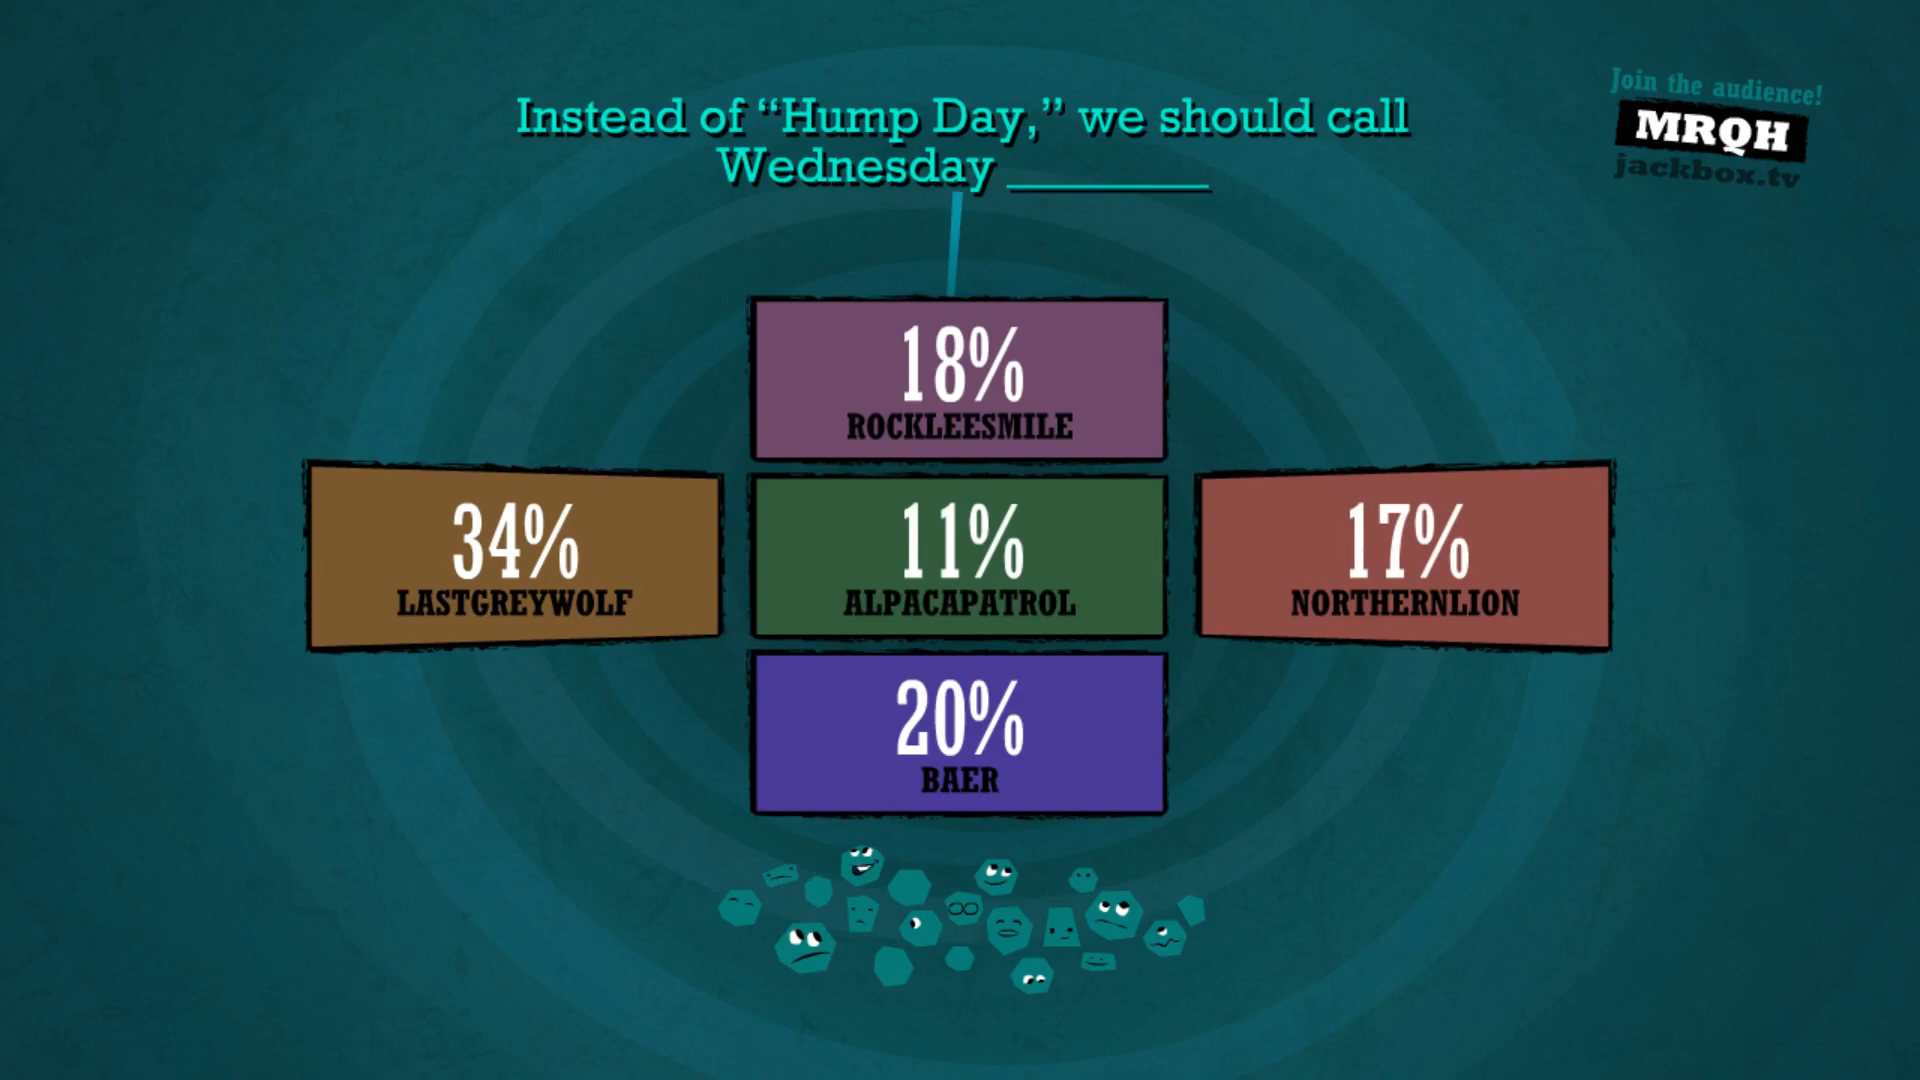 Instead of “Hump Day,” we should call
Wednesday ________
Join the audience!
MRQH
jackbox.tv
18%
ROCKLEESMILE
34%
LASTGREYWOLF
11%
ALPACAPATROL
17%
NORTHERNLION
20%
BAER